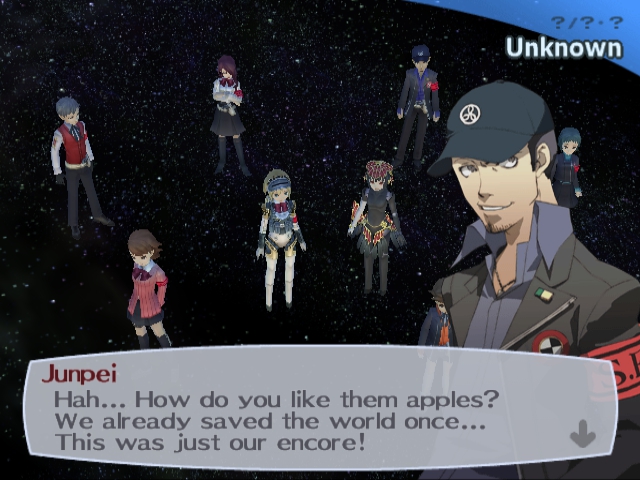 ?/?·?
Unknown
Junpei
Hah... How do you like them apples?
We already saved the world once...
This was just our encore!
S.